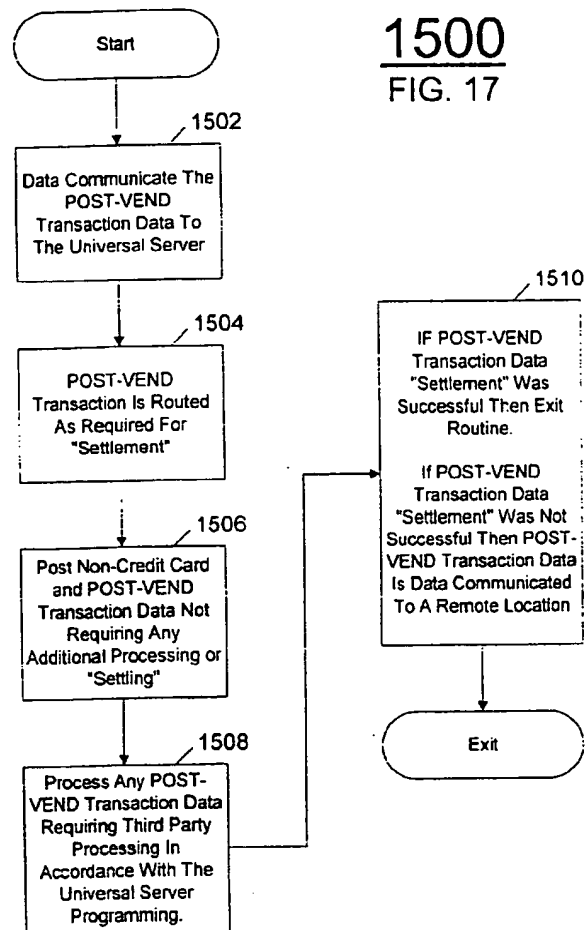 Start
1500
FIG. 17
1502
Data Communicate The
POST-VEND
Transaction Data To
The Universal Server
1504
POST-VEND
Transaction Is Routed
As Required For
"Settlement"
1506
Post Non-Credit Card
and POST-VEND
Transaction Data Not
Requiring Any
Additional Processing or
"Settling"
1508
Process Any POST-
VEND Transaction Data
Requiring Third Party
Processing In
Accordance With The
Universal Server
Programming.
1510
IF POST-VEND
Transaction Data
"Settlement" Was
Successful Then Exit
Routine.
If POST-VEND
Transaction Data
"Settlement" Was Not
Successful Then POST-
VEND Transaction Data
Is Data Communicated
To A Remote Location
Exit